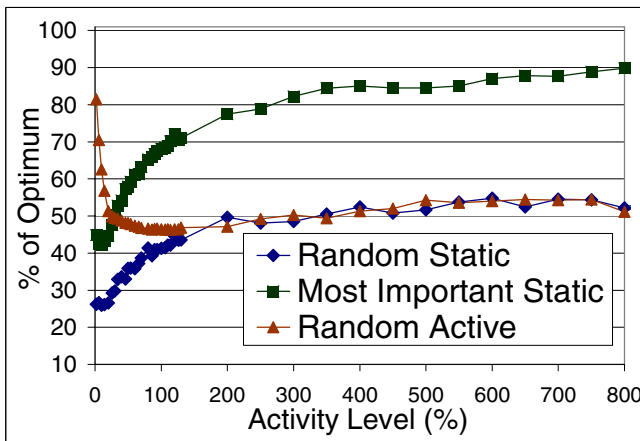 % of Optimum
100
90
80
70
60
50
40
30
20
10
Random Static
Most Important Static
Random Active
0 100 200 300 400 500 600 700 800
Activity Level (%)